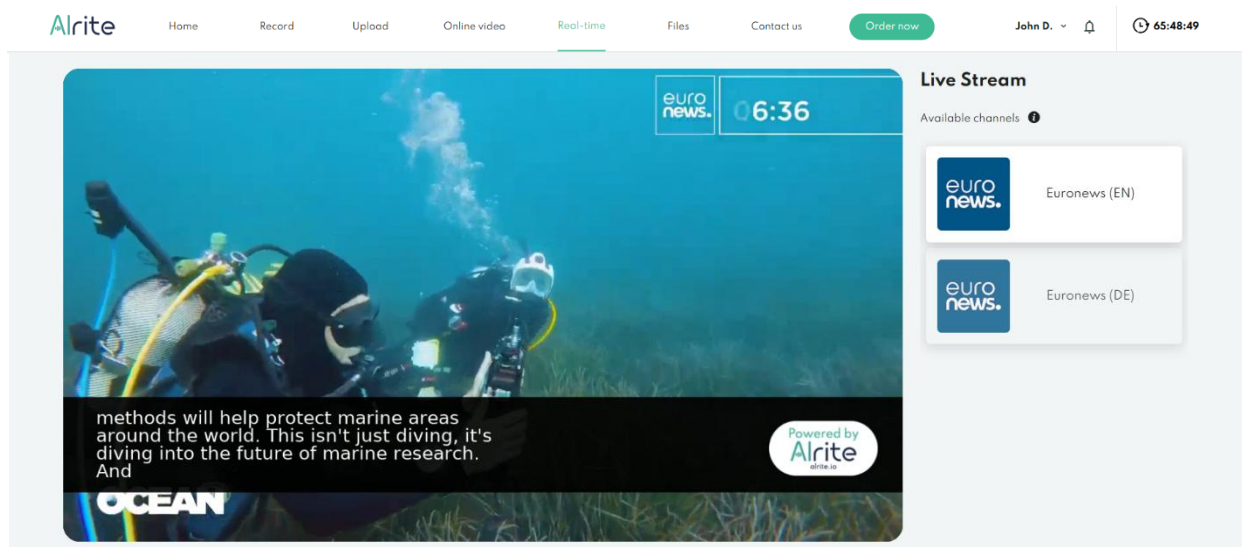 Alrite
Home Record Upload Online video Real-time Files Contact us Order now John D. 65:48:49
euro
news.
06:36
methods will help protect marine areas
around the world. This isn't just diving, it's
diving into the future of marine research.
And
Powered by
Alrite
alrite.io
OCEAN
Live Stream
Available channels i
euro
news.
Euronews (EN)
euro
news.
Euronews (DE)